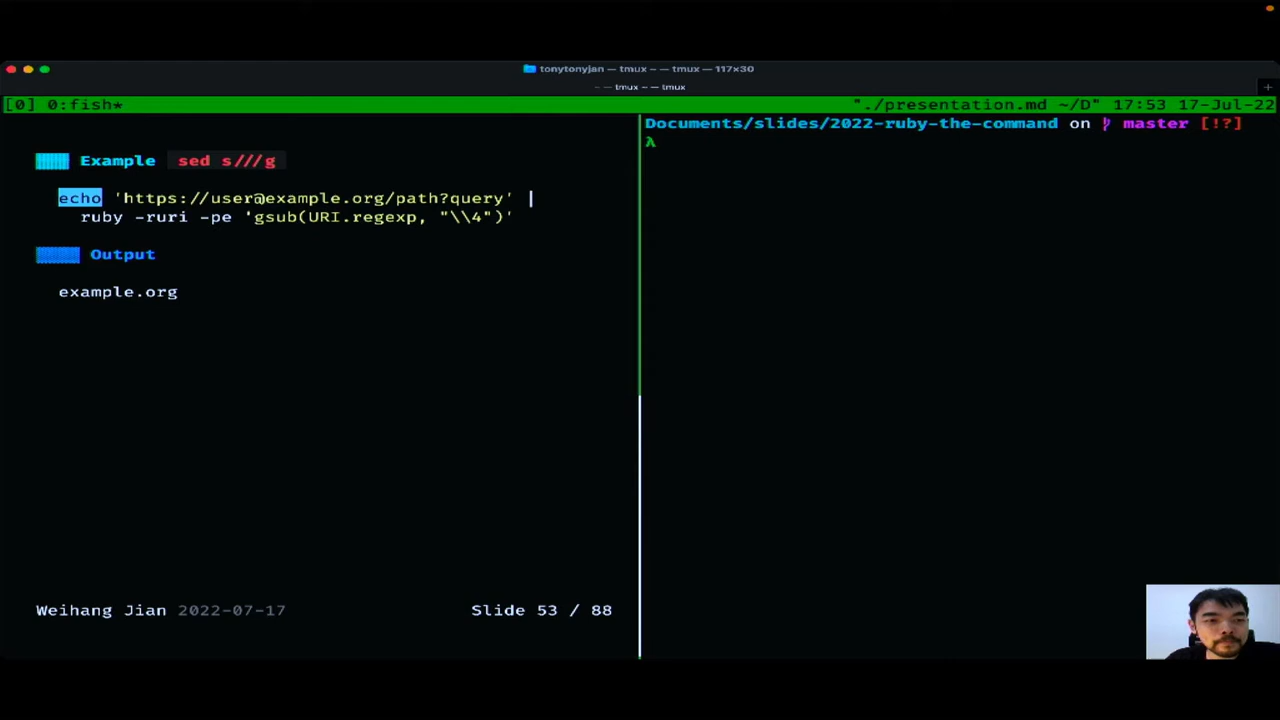 tonytonyjan — tmux - — tmux — 117×30
~ — tmux ~ — tmux
[0] 0:fish* "./presentation.md ~/D" 17:53 17-Jul-22
Example sed s///g
echo 'https://user@example.org/path?query' |
ruby -ruri -pe 'gsub(URI.regexp, "\\4")'
Output
example.org
Weihang Jian 2022-07-17 Slide 53 / 88
Documents/slides/2022-ruby-the-command on master [!?]
λ